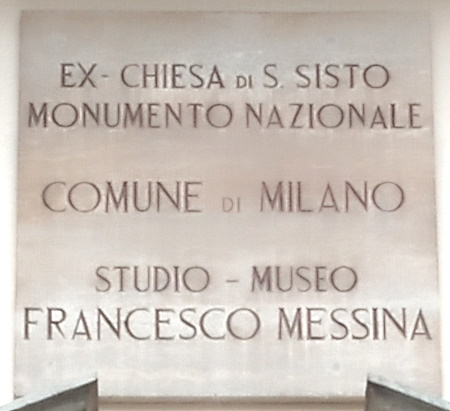 EX- CHIESA DI S. SISTO
MONUMENTO NAZIONALE
COMUNE DI MILANO
STUDIO - MUSEO
FRANCESCO MESSINA